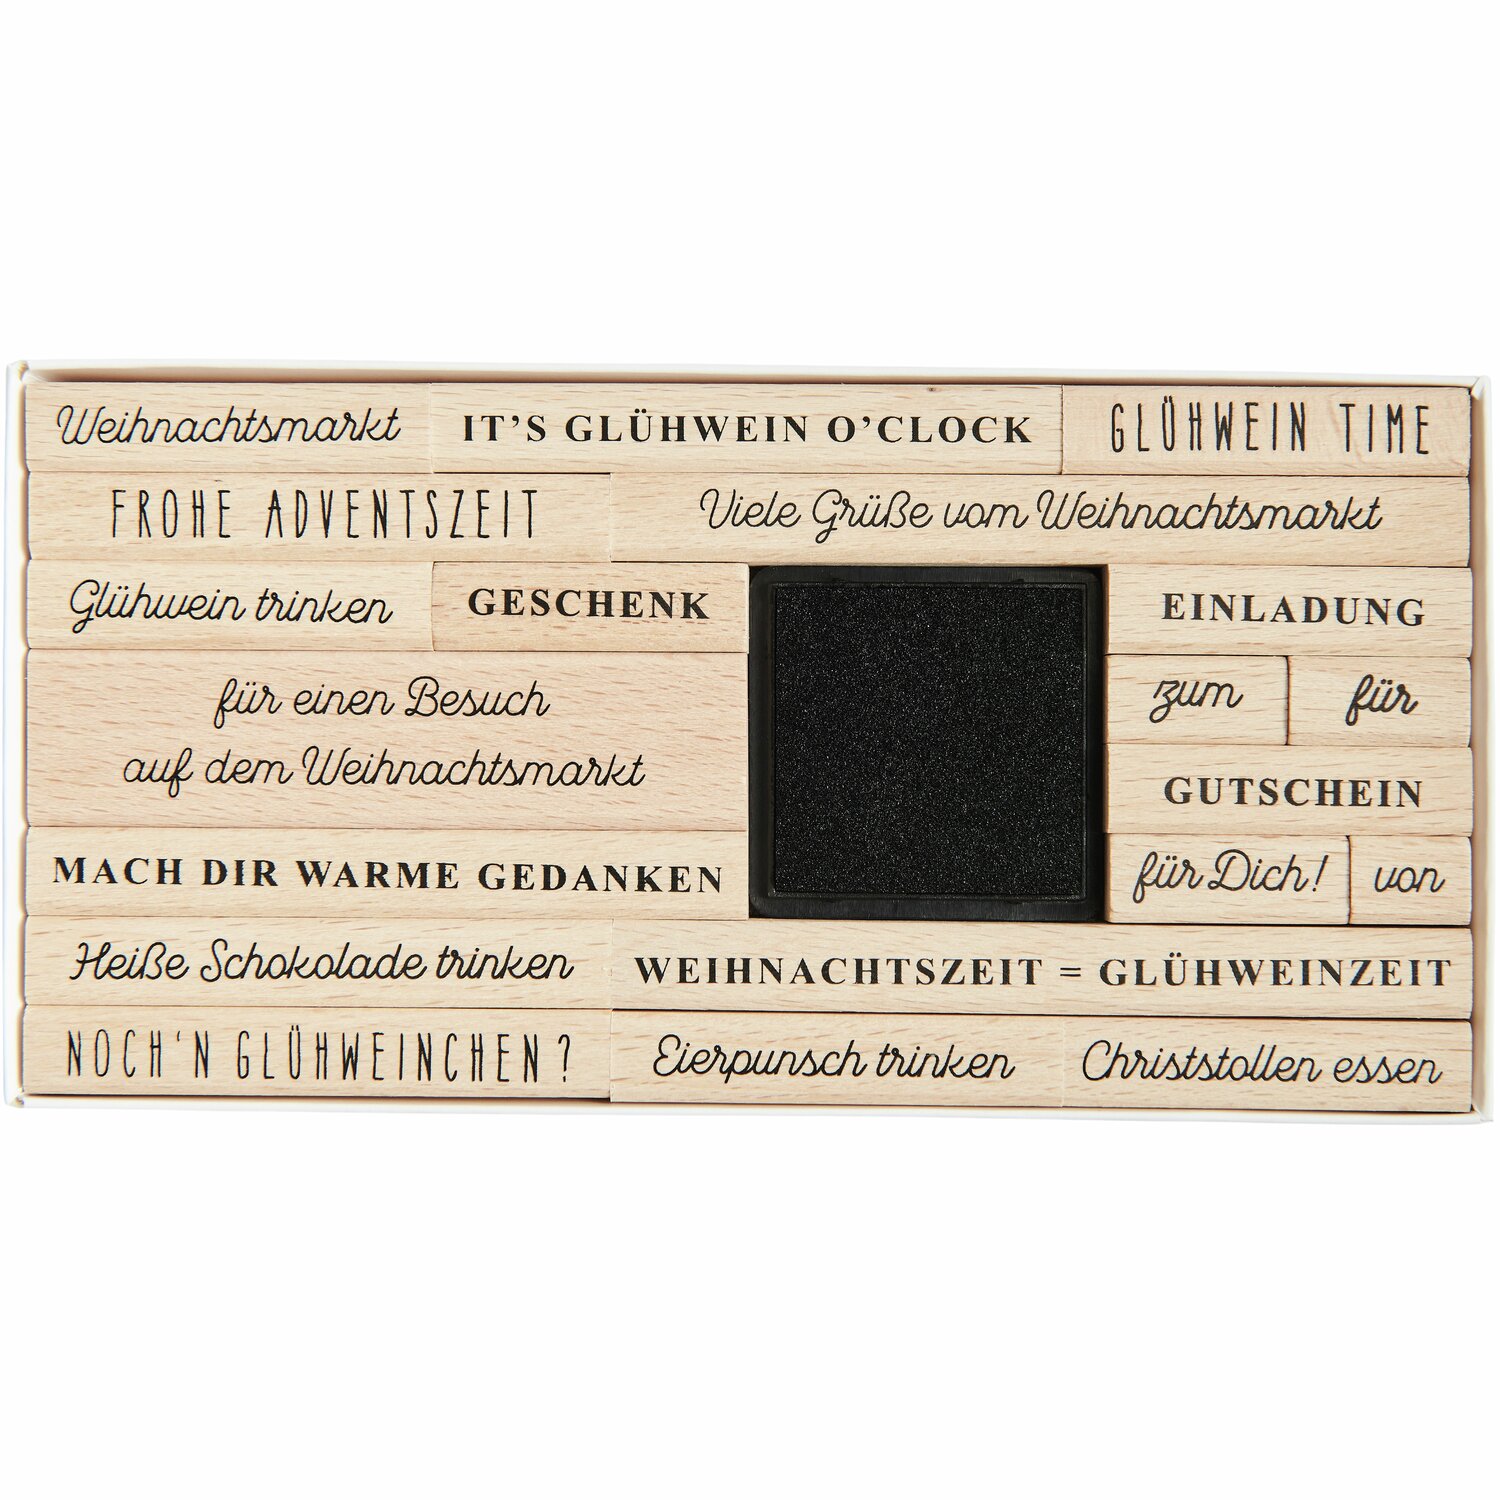 Weihnachtsmarkt
IT'S GLÜHWEIN O'CLOCK
GLÜHWEIN TIME
FROHE ADVENTSZEIT
Viele Grüße vom Weihnachtsmarkt
Glühwein trinken
GESCHENK
EINLADUNG
für einen Besuch
auf dem Weihnachtsmarkt
zum
für
GUTSCHEIN
MACH DIR WARME GEDANKEN
für Dich!
von
Heiße Schokolade trinken
WEIHNACHTSZEIT = GLÜHWEINZEIT
NOCH'N GLÜHWEINCHEN?
Eierpunsch trinken
Christstollen essen